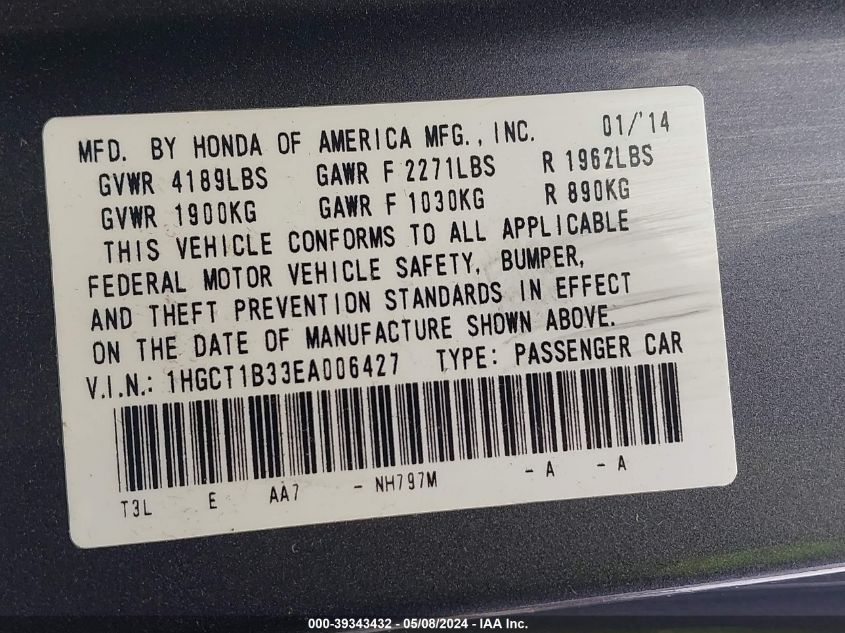 MFD. BY HONDA OF AMERICA MFG., INC. 01/'14
GVWR 4189LBS GAWR F 2271LBS R 1962LBS
GVWR 1900KG GAWR F 1030KG R 890KG
THIS VEHICLE CONFORMS TO ALL APPLICABLE
FEDERAL MOTOR VEHICLE SAFETY, BUMPER,
AND THEFT PREVENTION STANDARDS IN EFFECT
ON THE DATE OF MANUFACTURE SHOWN ABOVE.
V.I.N.: 1HGCT1B33EA006427 TYPE: PASSENGER CAR
T3L E AA7 - NH797M - A - A
000-39343432 - 05/08/2024 - IAA Inc.